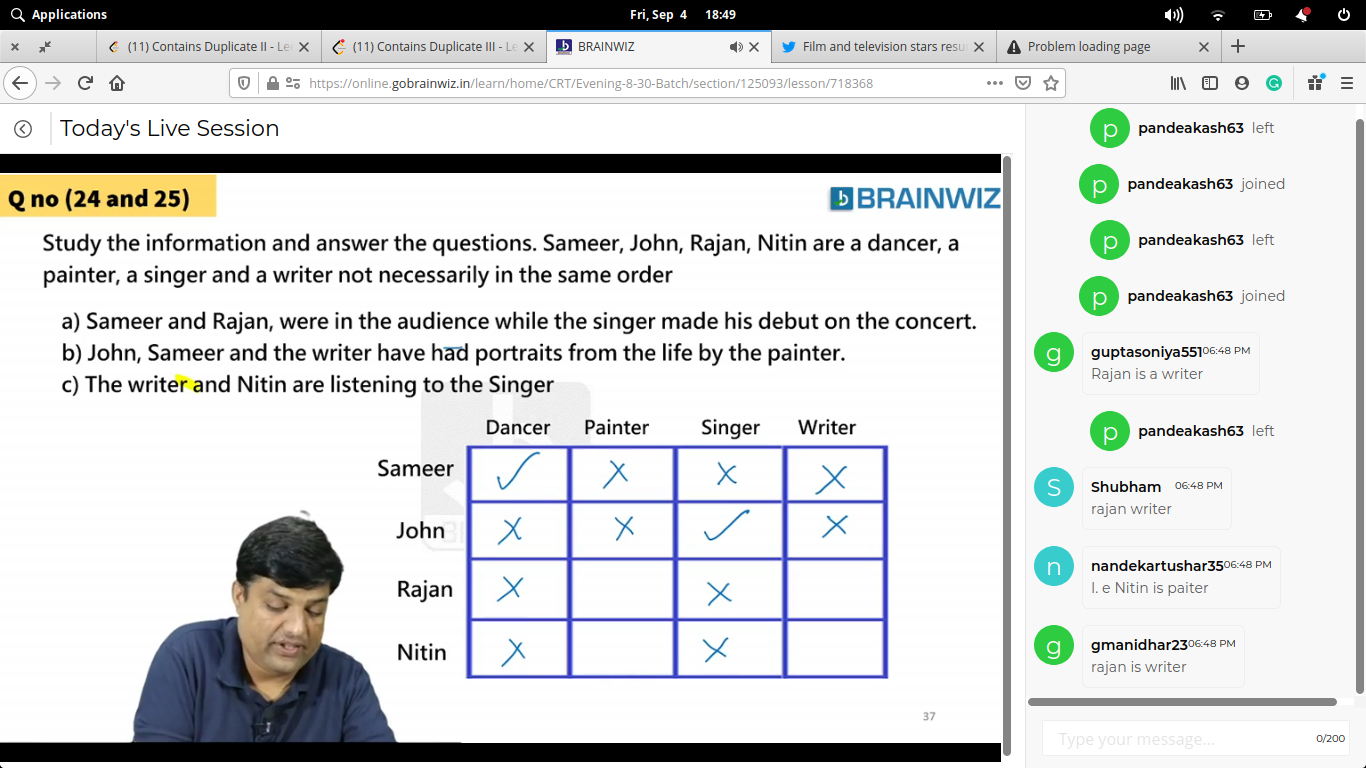 Applications
Fri, Sep 4 18:49
(11) Contains Duplicate II - Le
(11) Contains Duplicate III - Le
BRAINWIZ
Film and television stars resu
Problem loading page
https://online.gobrainwiz.in/learn/home/CRT/Evening-8-30-Batch/section/125093/lesson/718368
Today's Live Session
Q no (24 and 25)
BRAINWIZ
Study the information and answer the questions. Sameer, John, Rajan, Nitin are a dancer, a
painter, a singer and a writer not necessarily in the same order
a) Sameer and Rajan, were in the audience while the singer made his debut on the concert.
b) John, Sameer and the writer have had portraits from the life by the painter.
c) The writer and Nitin are listening to the Singer
Dancer Painter Singer Writer
Sameer ✓ X X X
John X X ✓ X
Rajan X X
Nitin X X
37
p pandeakash63 left
p pandeakash63 joined
p pandeakash63 left
p pandeakash63 joined
g guptasoniya551 06:48 PM
Rajan is a writer
p pandeakash63 left
S Shubham 06:48 PM
rajan writer
n nandekartushar35 06:48 PM
I. e Nitin is paiter
g gmanidhar23 06:48 PM
rajan is writer
Type your message...
0/200